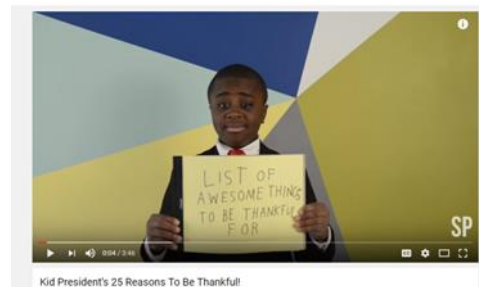 LIST OF
AWESOME THINGS
TO BE THANKFUL
FOR
SP
0:04 / 3:46
Kid President's 25 Reasons To Be Thankful!